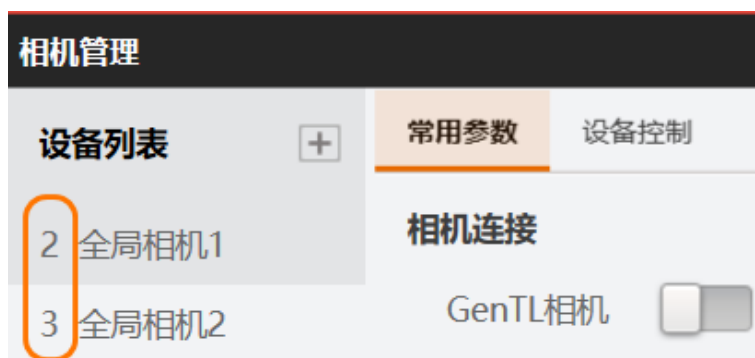 相机管理
设备列表
常用参数 设备控制
2 全局相机1
相机连接
3 全局相机2
GenTL相机